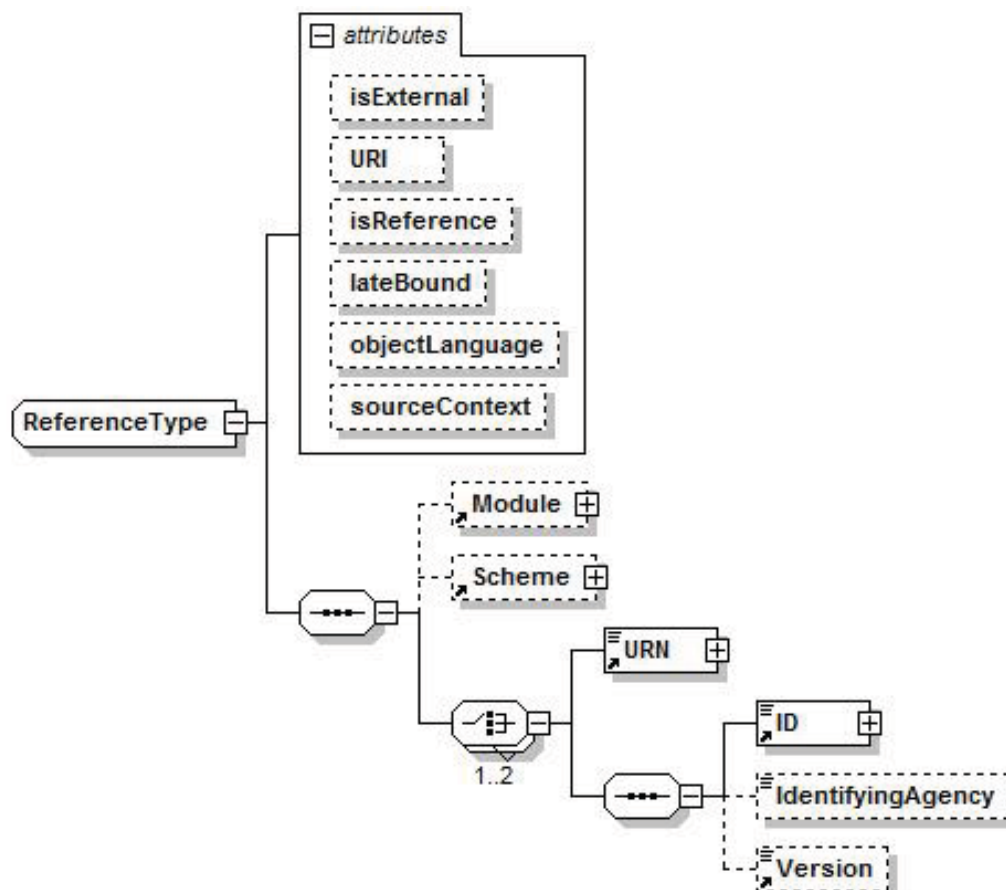 attributes
isExternal
URI
isReference
lateBound
objectLanguage
sourceContext
ReferenceType
Module
Scheme
URN
1..2
ID
IdentifyingAgency
Version